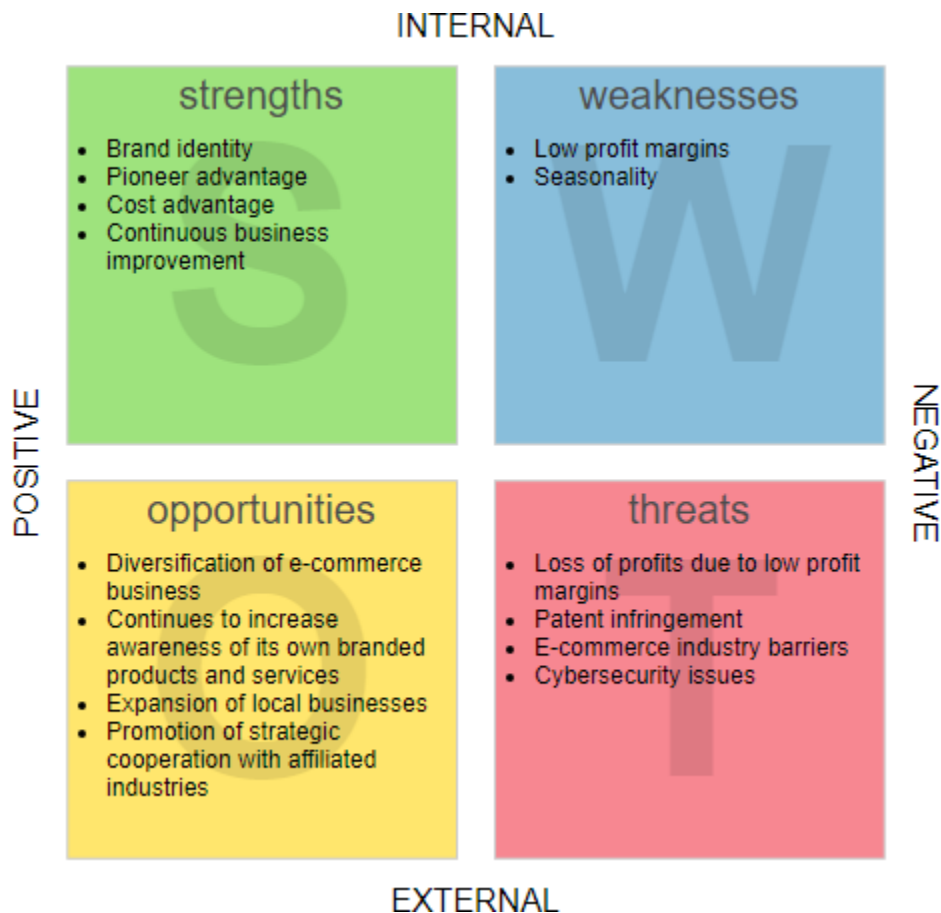 INTERNAL
strengths
• Brand identity
• Pioneer advantage
• Cost advantage
• Continuous business
improvement
S
weaknesses
• Low profit margins
• Seasonality
W
POSITIVE
NEGATIVE
opportunities
• Diversification of e-commerce
business
• Continues to increase
awareness of its own branded
products and services
• Expansion of local businesses
• Promotion of strategic
cooperation with affiliated
industries
O
threats
• Loss of profits due to low profit
margins
• Patent infringement
• E-commerce industry barriers
• Cybersecurity issues
T
EXTERNAL